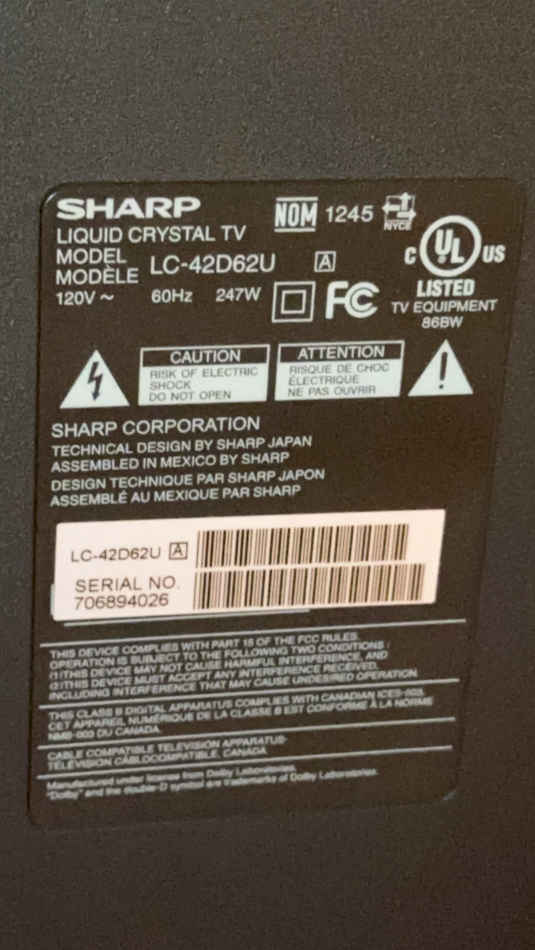 SHARP
NOM 1245 NYCE
LIQUID CRYSTAL TV
MODEL
MODÈLE LC-42D62U A
C UL US
LISTED
120V ~ 60Hz 247W FC
TV EQUIPMENT
86BW
CAUTION
RISK OF ELECTRIC
SHOCK
DO NOT OPEN
ATTENTION
RISQUE DE CHOC
ÉLECTRIQUE
NE PAS OUVRIR
SHARP CORPORATION
TECHNICAL DESIGN BY SHARP JAPAN
ASSEMBLED IN MEXICO BY SHARP
DESIGN TECHNIQUE PAR SHARP JAPON
ASSEMBLÉ AU MEXIQUE PAR SHARP
LC-42D62U A
SERIAL NO.
706894026
THIS DEVICE COMPLIES WITH PART 15 OF THE FCC RULES.
OPERATION IS SUBJECT TO THE FOLLOWING TWO CONDITIONS :
(1)THIS DEVICE MAY NOT CAUSE HARMFUL INTERFERENCE, AND
(2)THIS DEVICE MUST ACCEPT ANY INTERFERENCE RECEIVED,
INCLUDING INTERFERENCE THAT MAY CAUSE UNDESIRED OPERATION.
THIS CLASS B DIGITAL APPARATUS COMPLIES WITH CANADIAN ICES-003.
CET APPAREIL NUMÉRIQUE DE LA CLASSE B EST CONFORME À LA NORME
NMB-003 DU CANADA.
CABLE COMPATIBLE TELEVISION APPARATUS-
TÉLÉVISION CÂBLOCOMPATIBLE, CANADA
Manufactured under license from Dolby Laboratories.
"Dolby" and the double-D symbol are trademarks of Dolby Laboratories.